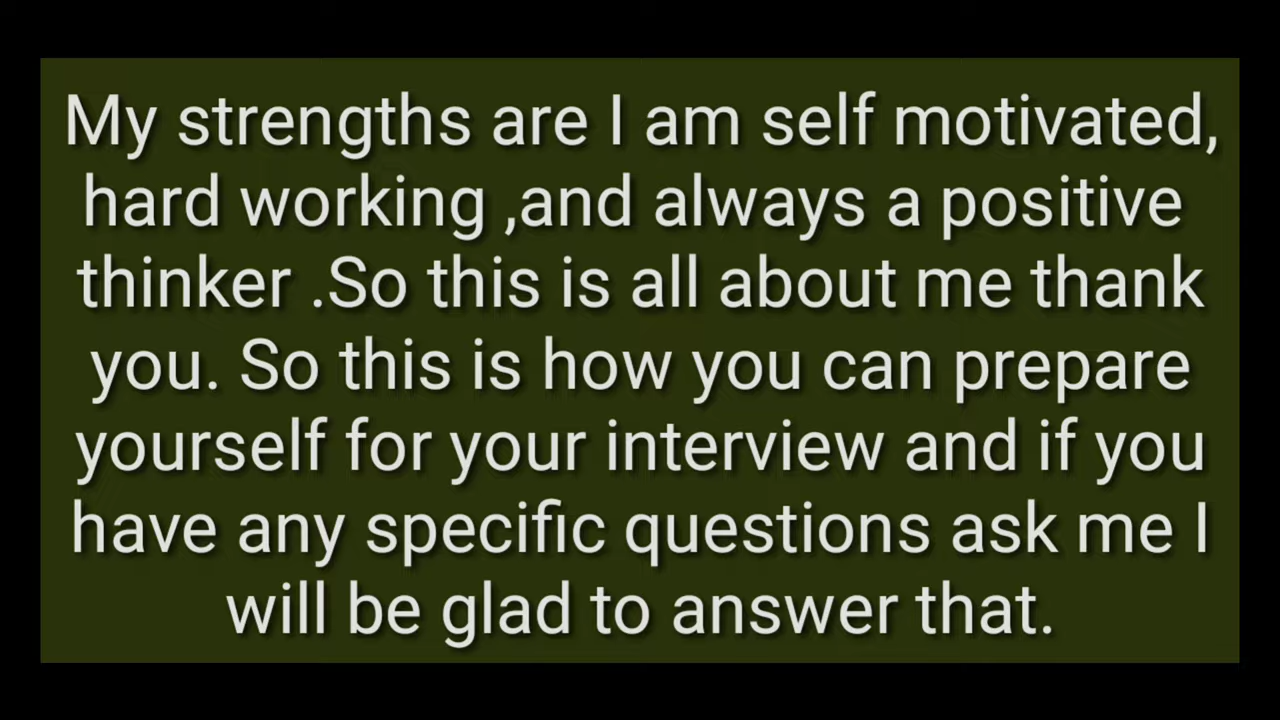 My strengths are I am self motivated,
hard working ,and always a positive
thinker .So this is all about me thank
you. So this is how you can prepare
yourself for your interview and if you
have any specific questions ask me I
will be glad to answer that.